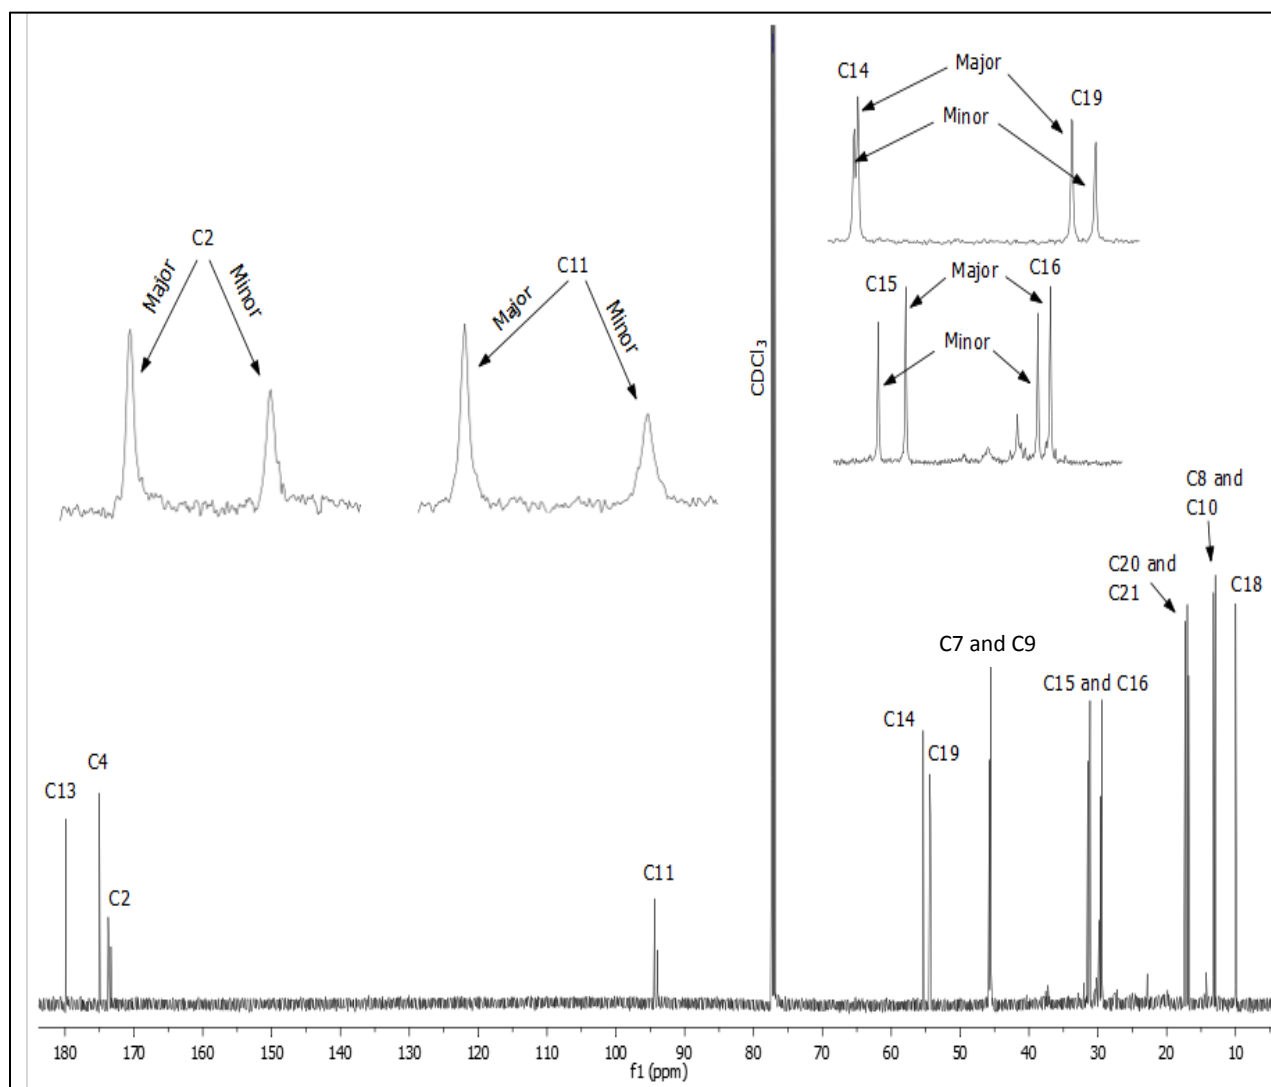 C14
Major
C19
Minor
C2
Major
Minor
C11
Major
Minor
C15
Major
C16
Minor
CDCl₃
C8 and
C10
C20 and
C21
C18
C7 and C9
C15 and C16
C14
C19
C4
C13
C2
C11
180 170 160 150 140 130 120 110 100 90 80 70 60 50 40 30 20 10
f1 (ppm)